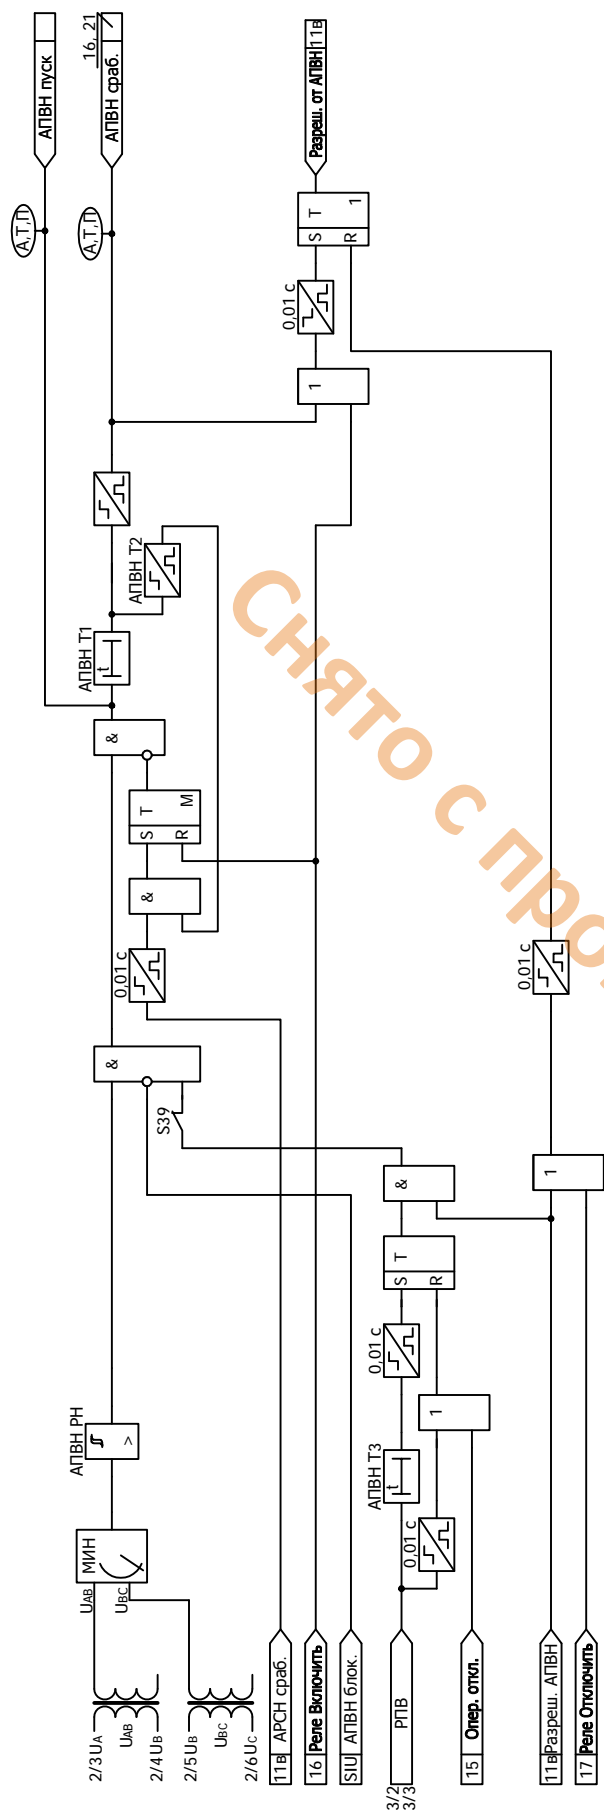 АПВН пуск
16, 21
АПВН сраб.
Разреш. от АПВН
11в
А,Т,П
А,Т,П
S
T
1
R
0,01 с
1
АПВН Т2
АПВН Т1
t
&
S
T
M
R
&
0,01 с
&
S39
0,01 с
1
&
S
T
R
0,01 с
1
АПВН Т3
t
0,01 с
АПВН РН
>
МИН
UAB
UBC
2/3 UA
UAB
2/4 UB
2/5 UB
UBC
2/6 UC
11в
АРСН сраб.
16
Реле Включить
SIU
АПВН блок.
3/2
3/3
РПВ
15
Опер. откл.
11в
Разреш. АПВН
17
Реле Отключить
Снято с про